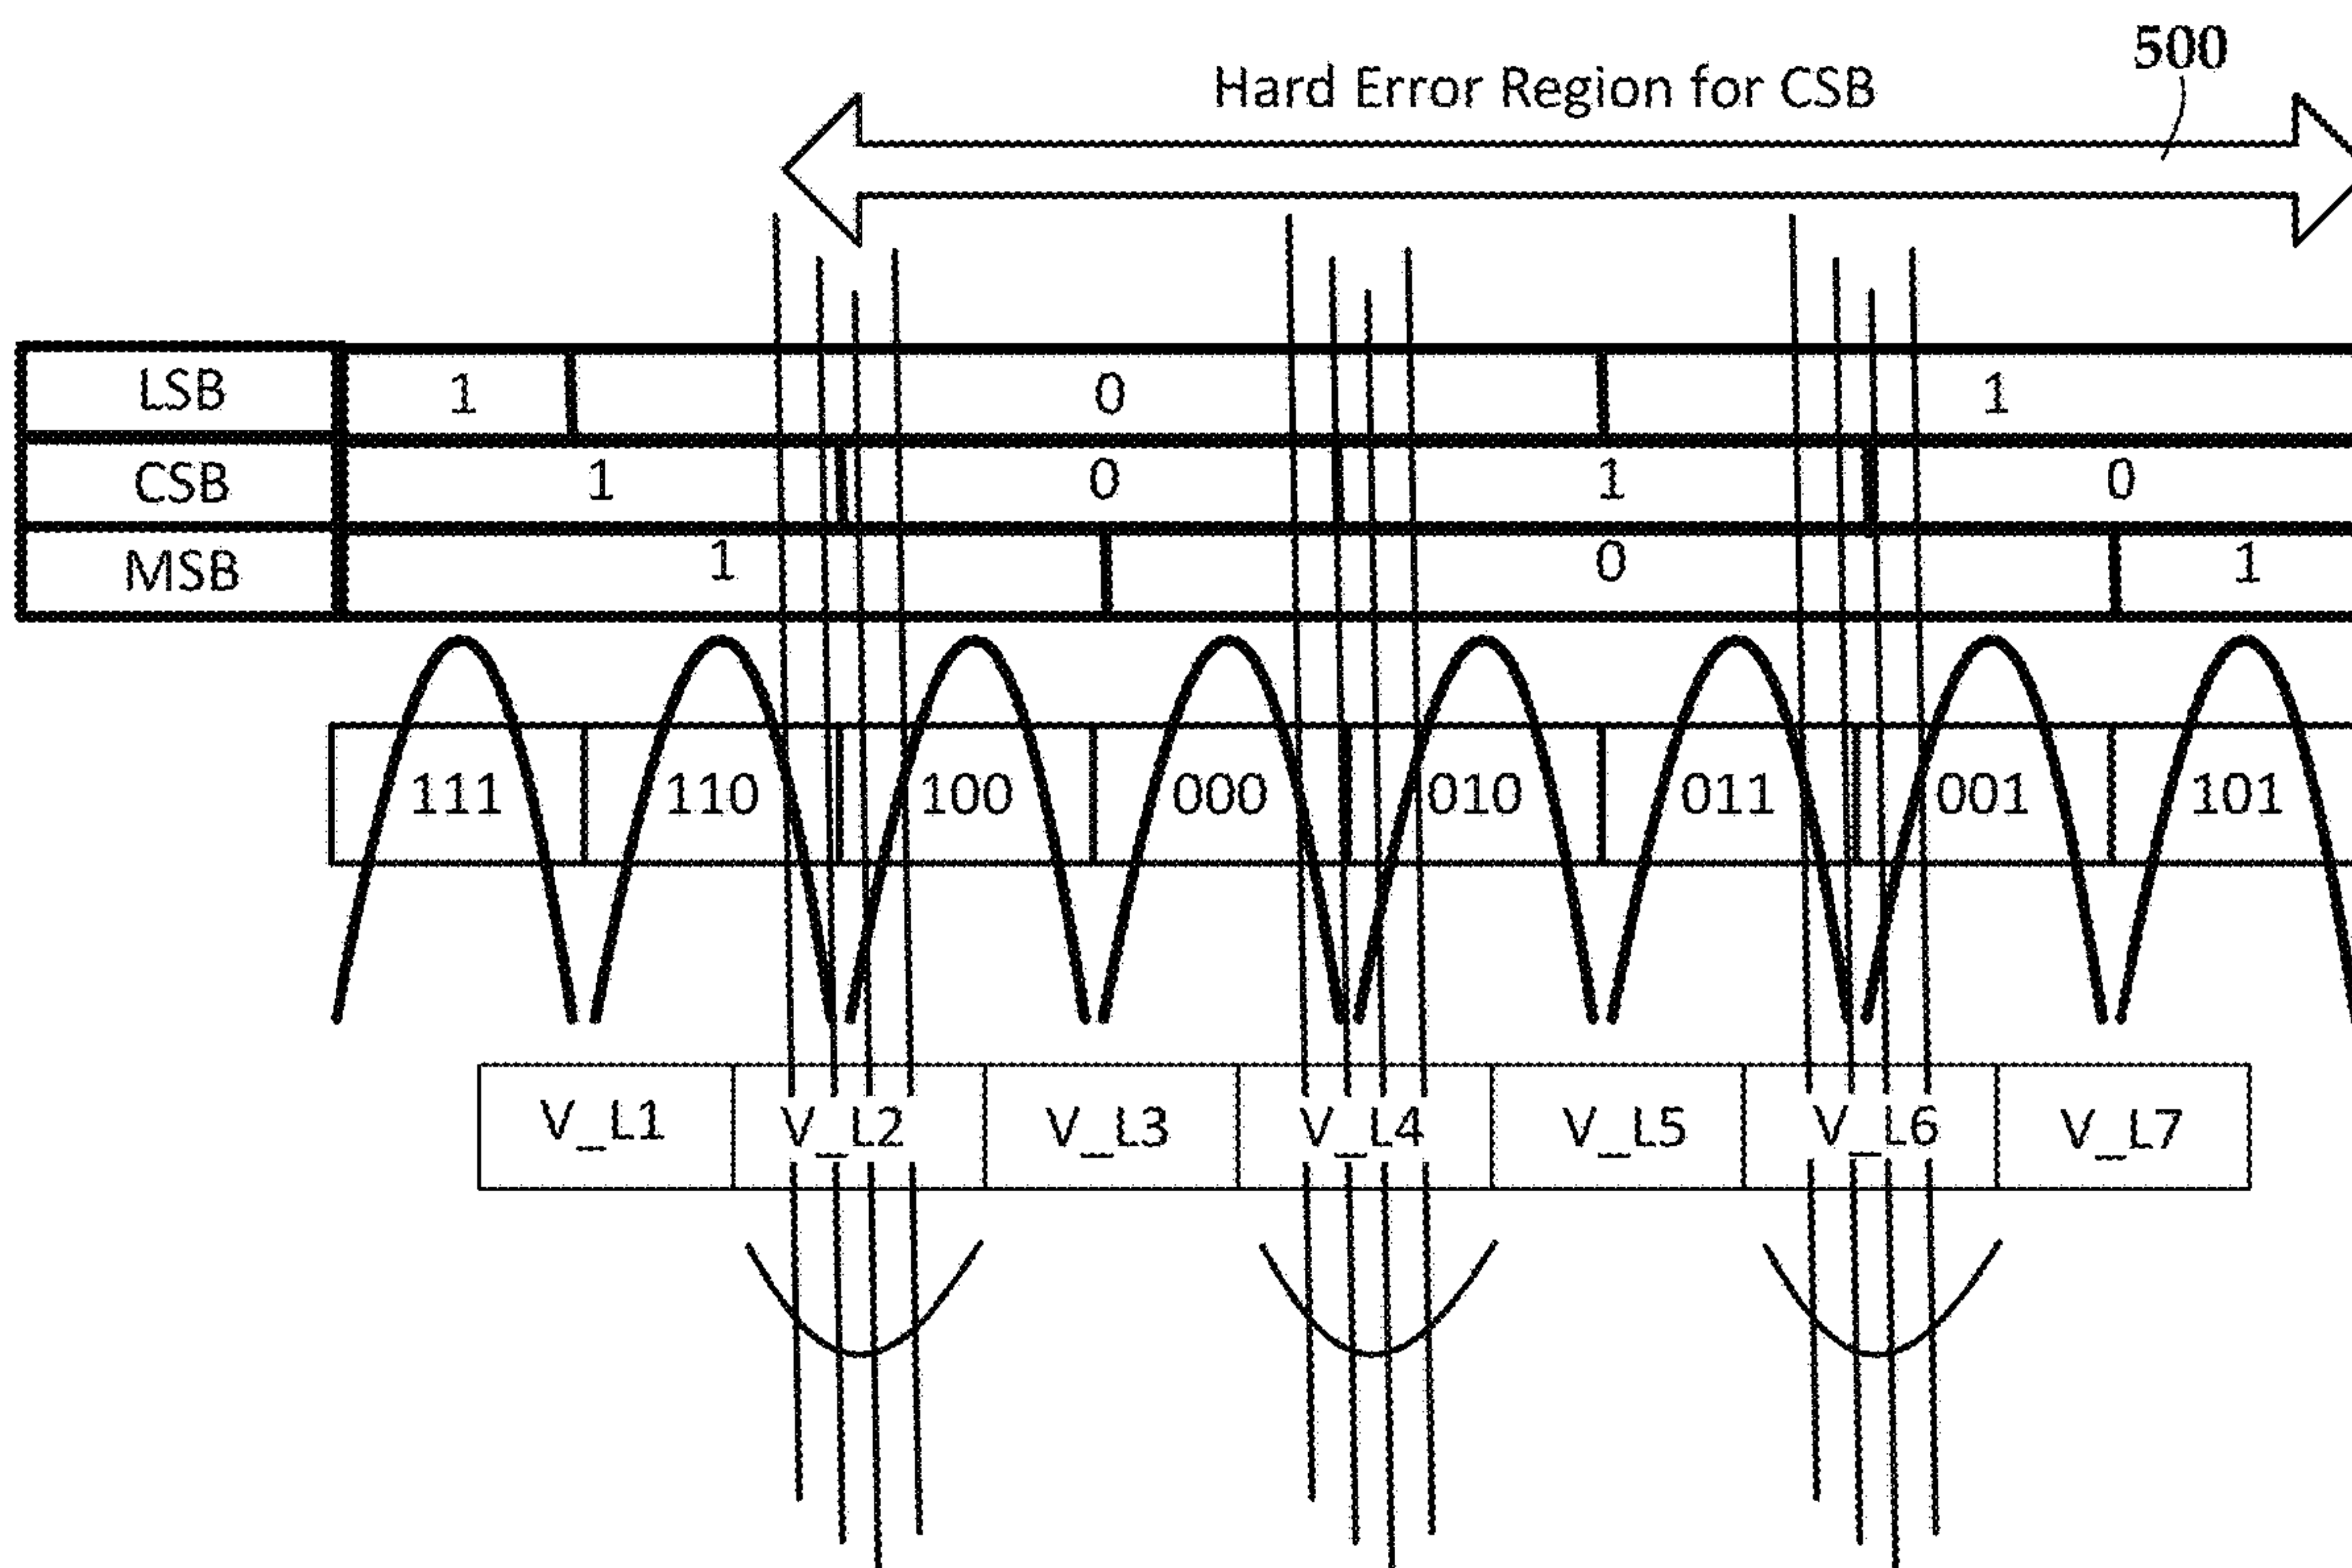 500
Hard Error Region for CSB
LSB 1 0 1
CSB 1 0 1 0
MSB 1 0 1
111 110 100 000 010 011 001 101
V_L1 V_L2 V_L3 V_L4 V_L5 V_L6 V_L7